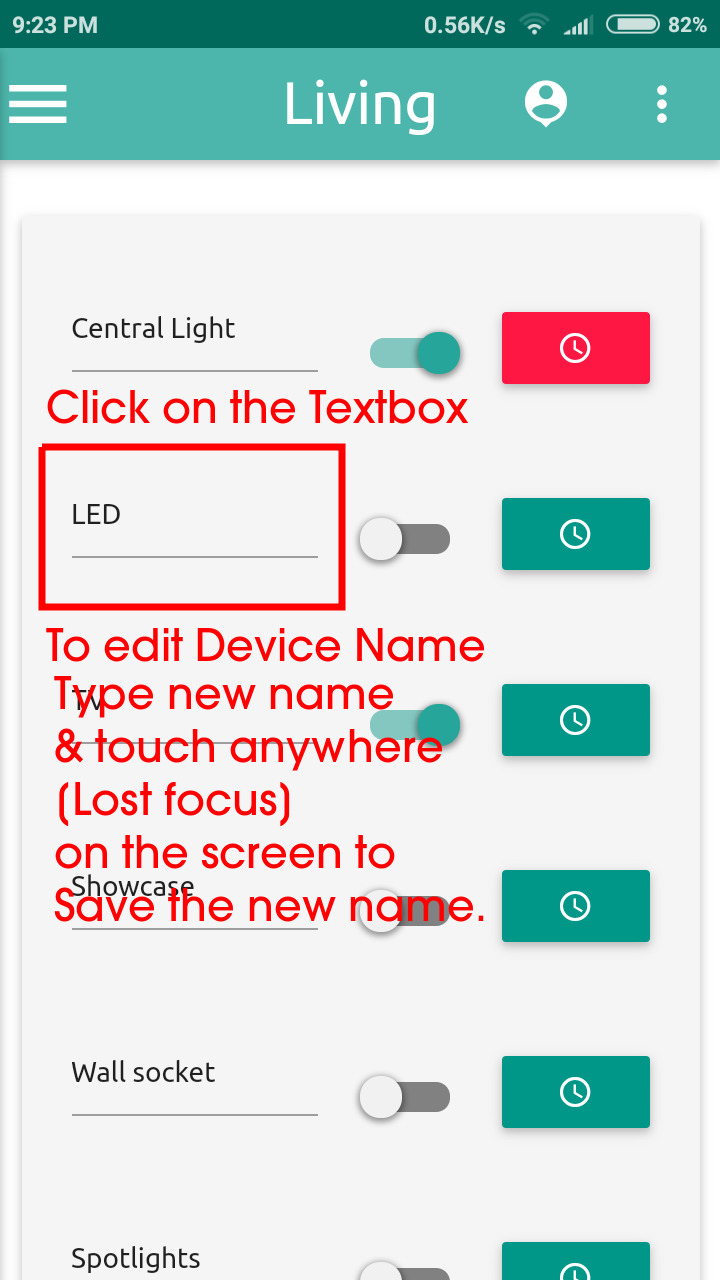 9:23 PM 0.56K/s 82%
Living
Central Light
Click on the Textbox
LED
To edit Device Name
TV
Type new name
& touch anywhere
(Lost focus)
on the screen to
Showcase
Save the new name.
Wall socket
Spotlights